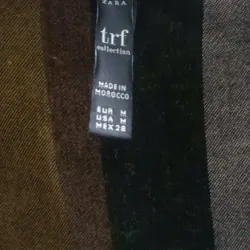 ZARA
trf
collection
MADE IN
MOROCCO
EUR M
USA M
MEX 28